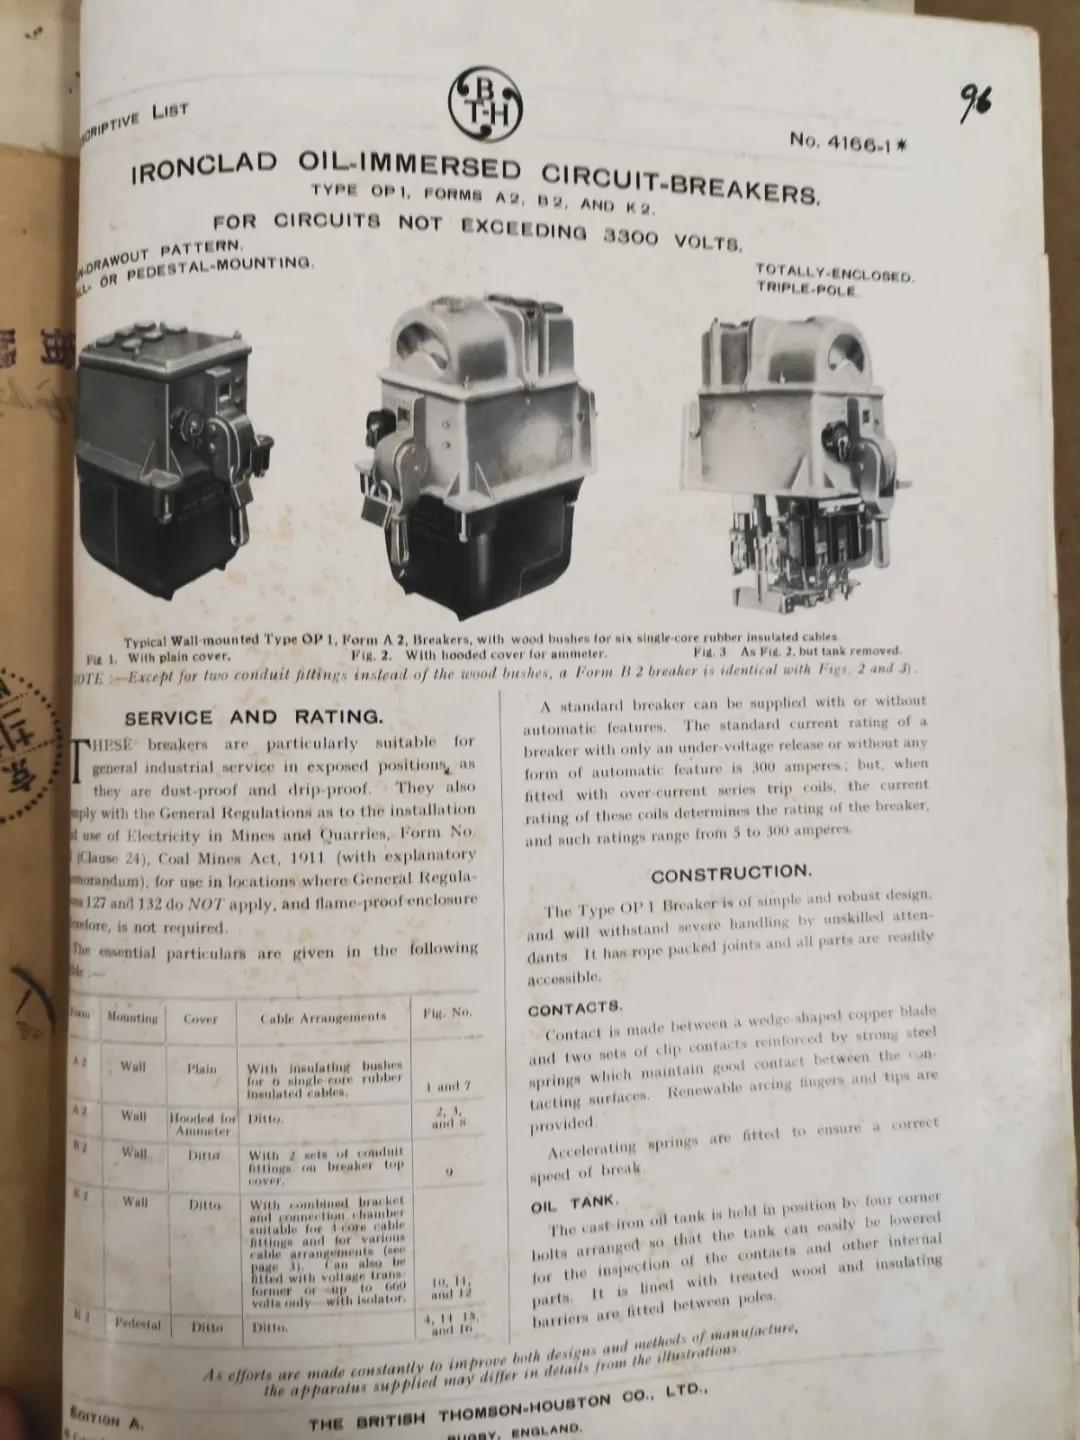 96
LIST
B
T-H
No. 4166-1*
IRONCLAD OIL-IMMERSED CIRCUIT-BREAKERS.
TYPE OP1, FORMS A2, B2, AND K2.
FOR CIRCUITS NOT EXCEEDING 3300 VOLTS.
PATTERN.
OR PEDESTAL-MOUNTING.
TOTALLY-ENCLOSED.
TRIPLE-POLE.
Typical Wall-mounted Type OP 1, Form A 2, Breakers, with wood bushes for six single-core rubber insulated cables.
Fig 1. With plain cover.
Fig. 2. With hooded cover for ammeter.
Fig. 3 As Fig. 2, but tank removed.
:—Except for two conduit fittings instead of the wood bushes, a Form B 2 breaker is identical with Figs. 2 and 3).
SERVICE AND RATING.
THESE breakers are particularly suitable for
general industrial service in exposed positions, as
they are dust-proof and drip-proof. They also
with the General Regulations as to the installation
use of Electricity in Mines and Quarries, Form No.
(Clause 24), Coal Mines Act, 1911 (with explanatory
for use in locations where General Regula-
127 and 132 do NOT apply, and flame-proof enclosure
is not required.
The essential particulars are given in the following
:—
Mounting Cover Cable Arrangements Fig. No.
A 2 Wall Plain With insulating bushes
for 6 single-core rubber
insulated cables. 1 and 7
A 2 Wall Hooded for
Ammeter Ditto. 2, 3,
and 8
B 2 Wall Ditto With 2 sets of conduit
fittings on breaker top
cover. 9
K 2 Wall Ditto With combined bracket
and connection chamber
suitable for 3-core cable
fittings and for various
cable arrangements (see
page 3). Can also be
fitted with voltage trans-
former or up to 660
volts only—with isolator. 10, 11,
and 12
K 2 Pedestal Ditto Ditto. 4, 14 15,
and 16
A standard breaker can be supplied with or without
automatic features. The standard current rating of a
breaker with only an under-voltage release or without any
form of automatic feature is 300 amperes; but, when
fitted with over-current series trip coils, the current
rating of these coils determines the rating of the breaker,
and such ratings range from 5 to 300 amperes.
CONSTRUCTION.
The Type OP 1 Breaker is of simple and robust design,
and will withstand severe handling by unskilled atten-
dants. It has rope packed joints and all parts are readily
accessible.
CONTACTS.
Contact is made between a wedge-shaped copper blade
and two sets of clip contacts reinforced by strong steel
springs which maintain good contact between the con-
tacting surfaces. Renewable arcing fingers and tips are
provided.
Accelerating springs are fitted to ensure a correct
speed of break.
OIL TANK.
The cast-iron oil tank is held in position by four corner
bolts arranged so that the tank can easily be lowered
for the inspection of the contacts and other internal
parts. It is lined with treated wood and insulating
barriers are fitted between poles.
As efforts are made constantly to improve both designs and methods of manufacture,
the apparatus supplied may differ in details from the illustrations.
EDITION A.
THE BRITISH THOMSON-HOUSTON CO., LTD.,
RUGBY, ENGLAND.